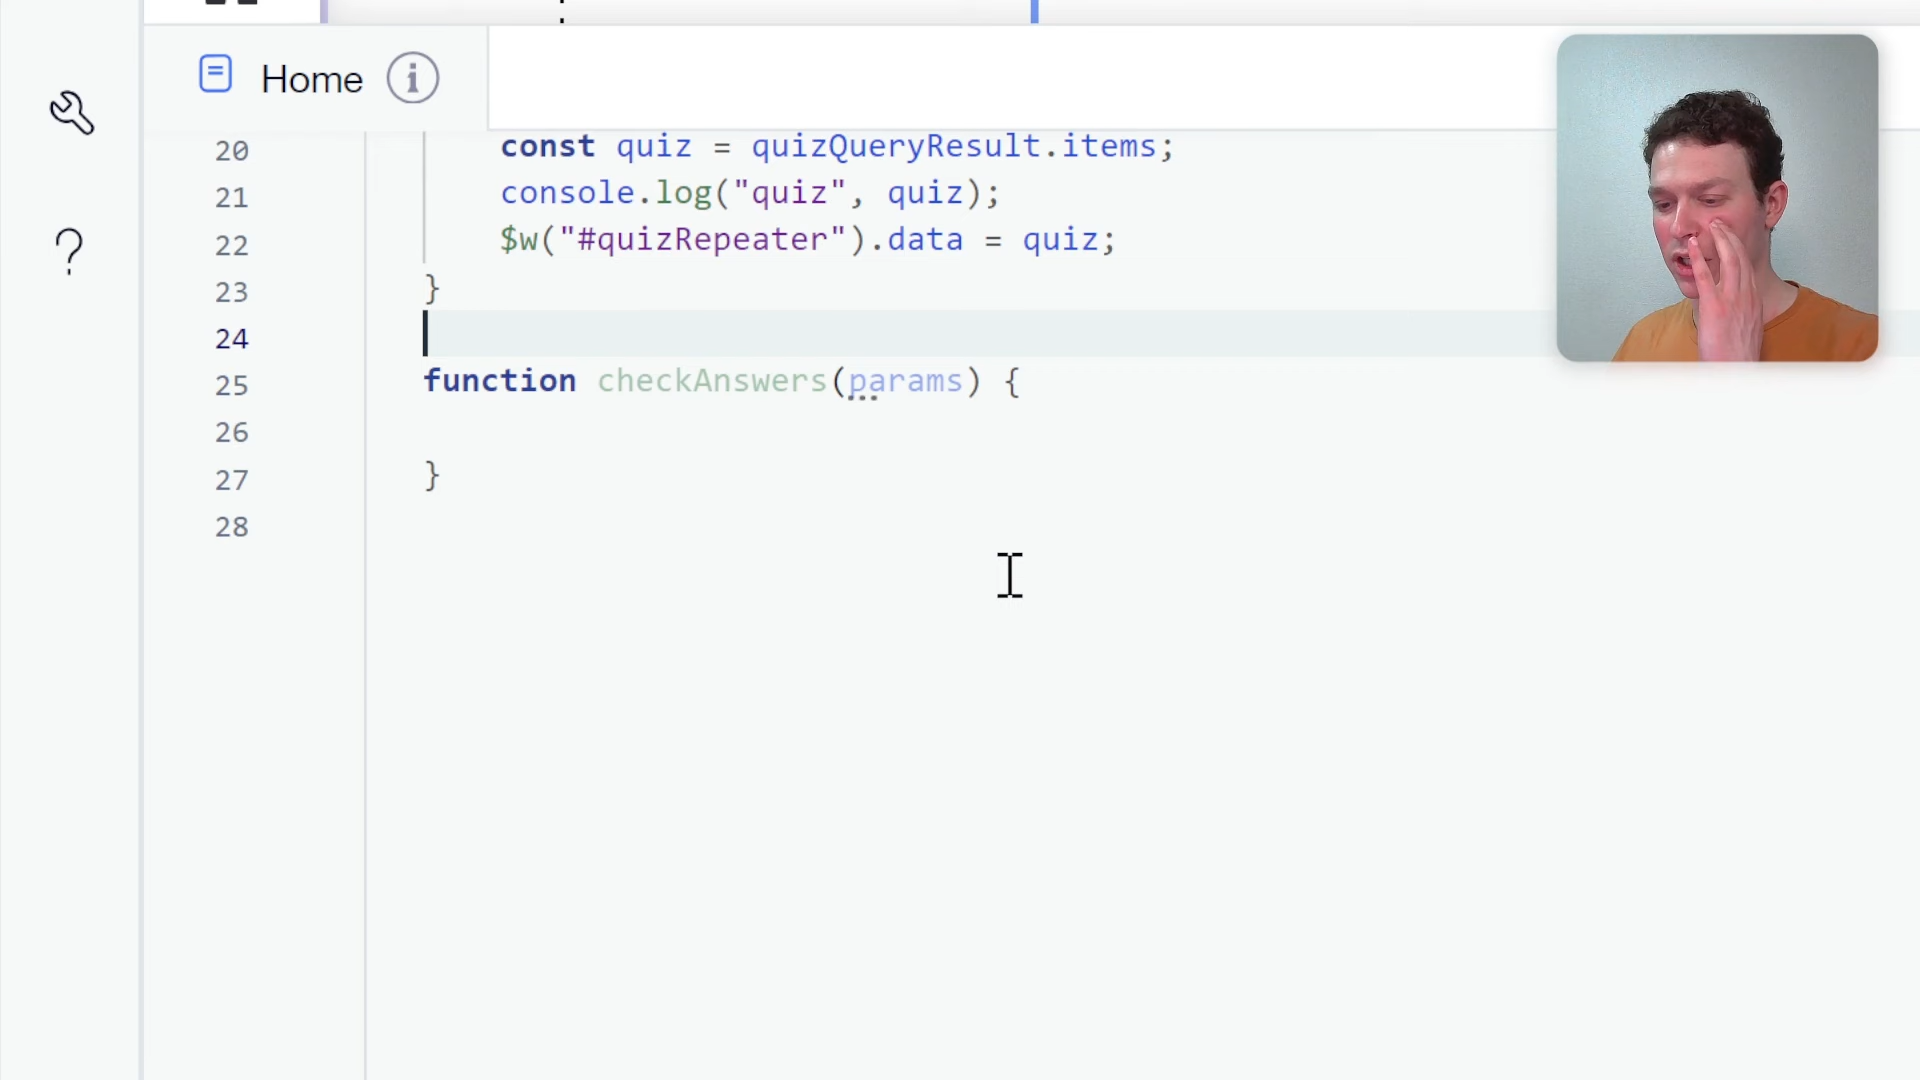 Home
20 const quiz = quizQueryResult.items;
21 console.log("quiz", quiz);
22 $w("#quizRepeater").data = quiz;
23 }
24
25 function checkAnswers(params) {
26
27 }
28